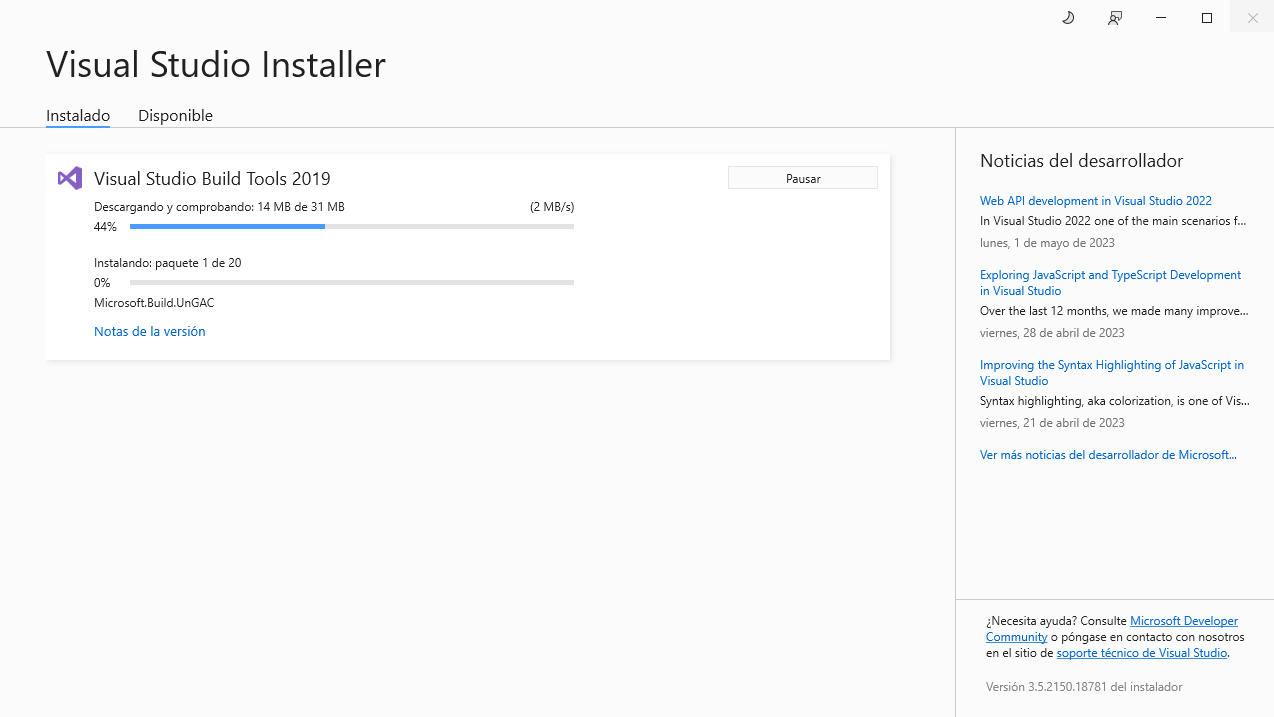 Visual Studio Installer
Instalado
Disponible
Visual Studio Build Tools 2019
Pausar
Descargando y comprobando: 14 MB de 31 MB
(2 MB/s)
44%
Instalando: paquete 1 de 20
0%
Microsoft.Build.UnGAC
Notas de la versión
Noticias del desarrollador
Web API development in Visual Studio 2022
In Visual Studio 2022 one of the main scenarios f...
lunes, 1 de mayo de 2023
Exploring JavaScript and TypeScript Development
in Visual Studio
Over the last 12 months, we made many improve...
viernes, 28 de abril de 2023
Improving the Syntax Highlighting of JavaScript in
Visual Studio
Syntax highlighting, aka colorization, is one of Vis...
viernes, 21 de abril de 2023
Ver más noticias del desarrollador de Microsoft...
¿Necesita ayuda? Consulte Microsoft Developer
Community o póngase en contacto con nosotros
en el sitio de soporte técnico de Visual Studio.
Versión 3.5.2150.18781 del instalador